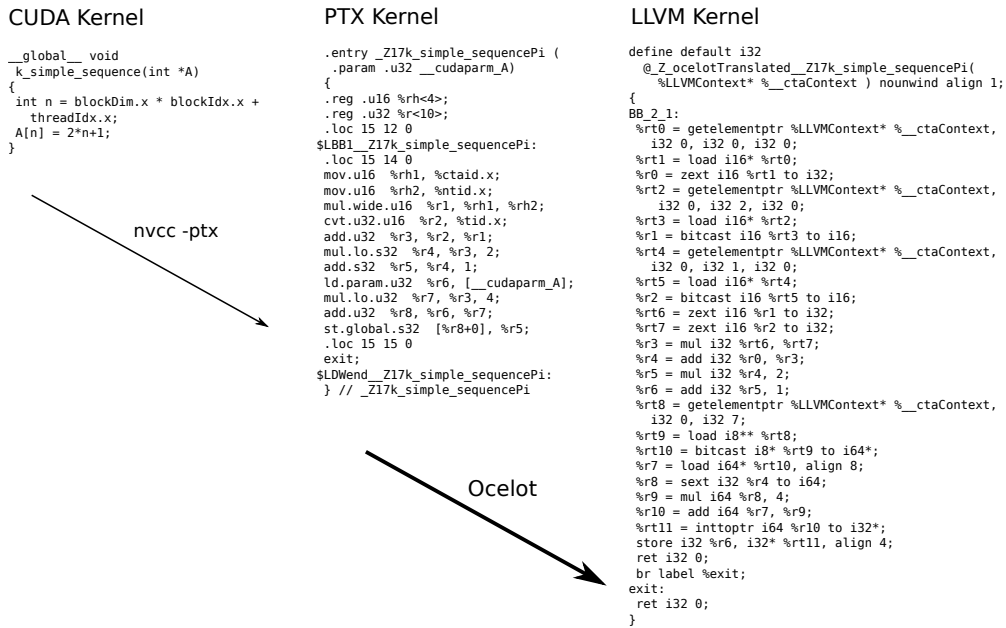 CUDA Kernel
__global__ void
k_simple_sequence(int *A)
{
int n = blockDim.x * blockIdx.x +
threadIdx.x;
A[n] = 2*n+1;
}
nvcc -ptx
PTX Kernel
.entry _Z17k_simple_sequencePi (
.param .u32 __cudaparm_A)
{
.reg .u16 %rh<4>;
.reg .u32 %r<10>;
.loc 15 12 0
$LBB1__Z17k_simple_sequencePi:
.loc 15 14 0
mov.u16  %rh1, %ctaid.x;
mov.u16  %rh2, %ntid.x;
mul.wide.u16  %r1, %rh1, %rh2;
cvt.u32.u16  %r2, %tid.x;
add.u32  %r3, %r2, %r1;
mul.lo.s32  %r4, %r3, 2;
add.s32  %r5, %r4, 1;
ld.param.u32  %r6, [__cudaparm_A];
mul.lo.u32  %r7, %r3, 4;
add.u32  %r8, %r6, %r7;
st.global.s32  [%r8+0], %r5;
.loc 15 15 0
exit;
$LDWend__Z17k_simple_sequencePi:
} // _Z17k_simple_sequencePi
Ocelot
LLVM Kernel
define default i32
@_Z_ocelotTranslated__Z17k_simple_sequencePi(
%LLVMContext* %__ctaContext ) nounwind align 1;
{
BB_2_1:
%rt0 = getelementptr %LLVMContext* %__ctaContext,
i32 0, i32 0, i32 0;
%rt1 = load i16* %rt0;
%r0 = zext i16 %rt1 to i32;
%rt2 = getelementptr %LLVMContext* %__ctaContext,
i32 0, i32 2, i32 0;
%rt3 = load i16* %rt2;
%r1 = bitcast i16 %rt3 to i16;
%rt4 = getelementptr %LLVMContext* %__ctaContext,
i32 0, i32 1, i32 0;
%rt5 = load i16* %rt4;
%r2 = bitcast i16 %rt5 to i16;
%rt6 = zext i16 %r1 to i32;
%rt7 = zext i16 %r2 to i32;
%r3 = mul i32 %rt6, %rt7;
%r4 = add i32 %r0, %r3;
%r5 = mul i32 %r4, 2;
%r6 = add i32 %r5, 1;
%rt8 = getelementptr %LLVMContext* %__ctaContext,
i32 0, i32 7;
%rt9 = load i8** %rt8;
%rt10 = bitcast i8* %rt9 to i64*;
%r7 = load i64* %rt10, align 8;
%r8 = sext i32 %r4 to i64;
%r9 = mul i64 %r8, 4;
%r10 = add i64 %r7, %r9;
%rt11 = inttoptr i64 %r10 to i32*;
store i32 %r6, i32* %rt11, align 4;
ret i32 0;
br label %exit;
exit:
ret i32 0;
}